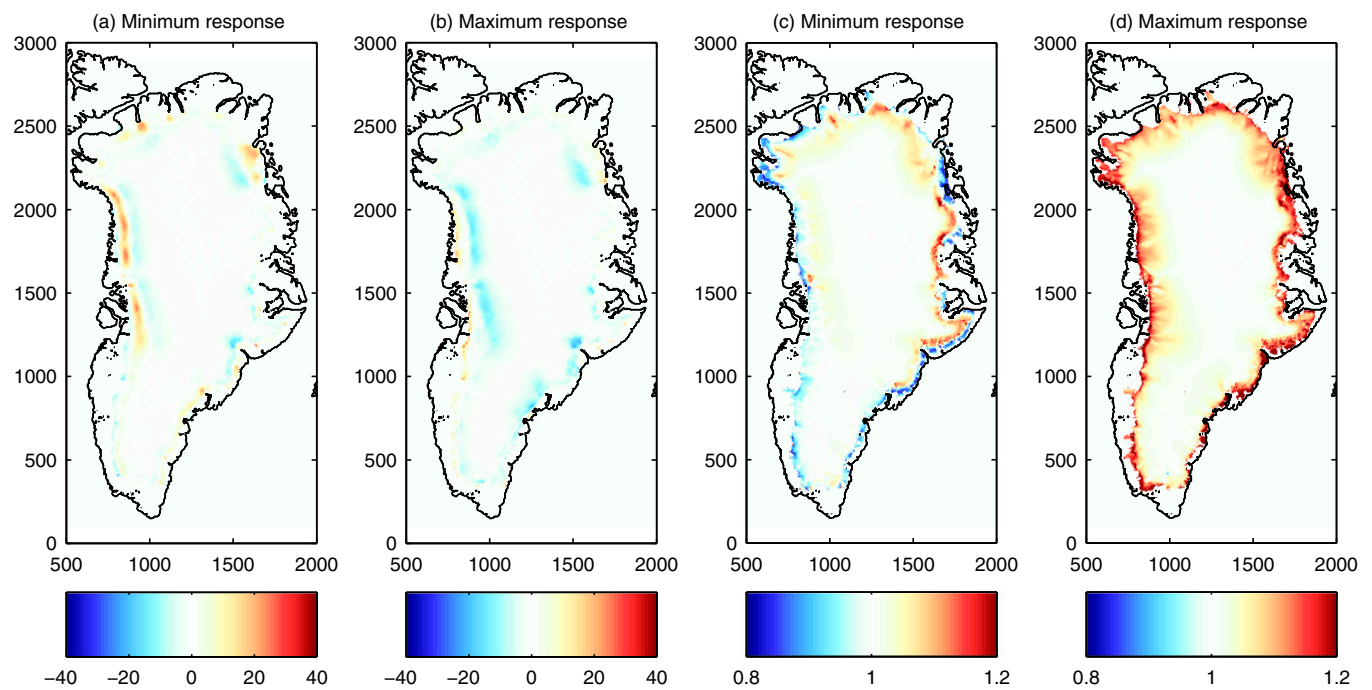 (a) Minimum response (b) Maximum response (c) Minimum response (d) Maximum response
3000 3000 3000 3000
2500 2500 2500 2500
2000 2000 2000 2000
1500 1500 1500 1500
1000 1000 1000 1000
500 500 500 500
0 0 0 0
500 1000 1500 2000 500 1000 1500 2000 500 1000 1500 2000 500 1000 1500 2000
−40 −20 0 20 40 −40 −20 0 20 40 0.8 1 1.2 0.8 1 1.2